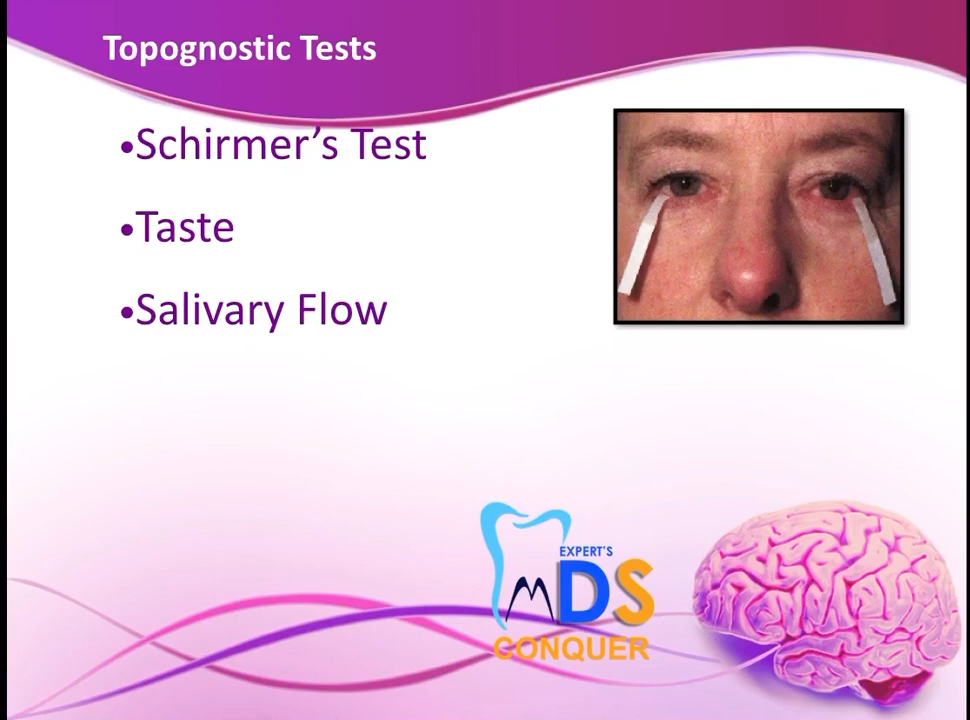 Topognostic Tests
•Schirmer’s Test
•Taste
•Salivary Flow
EXPERT'S
MDS
CONQUER